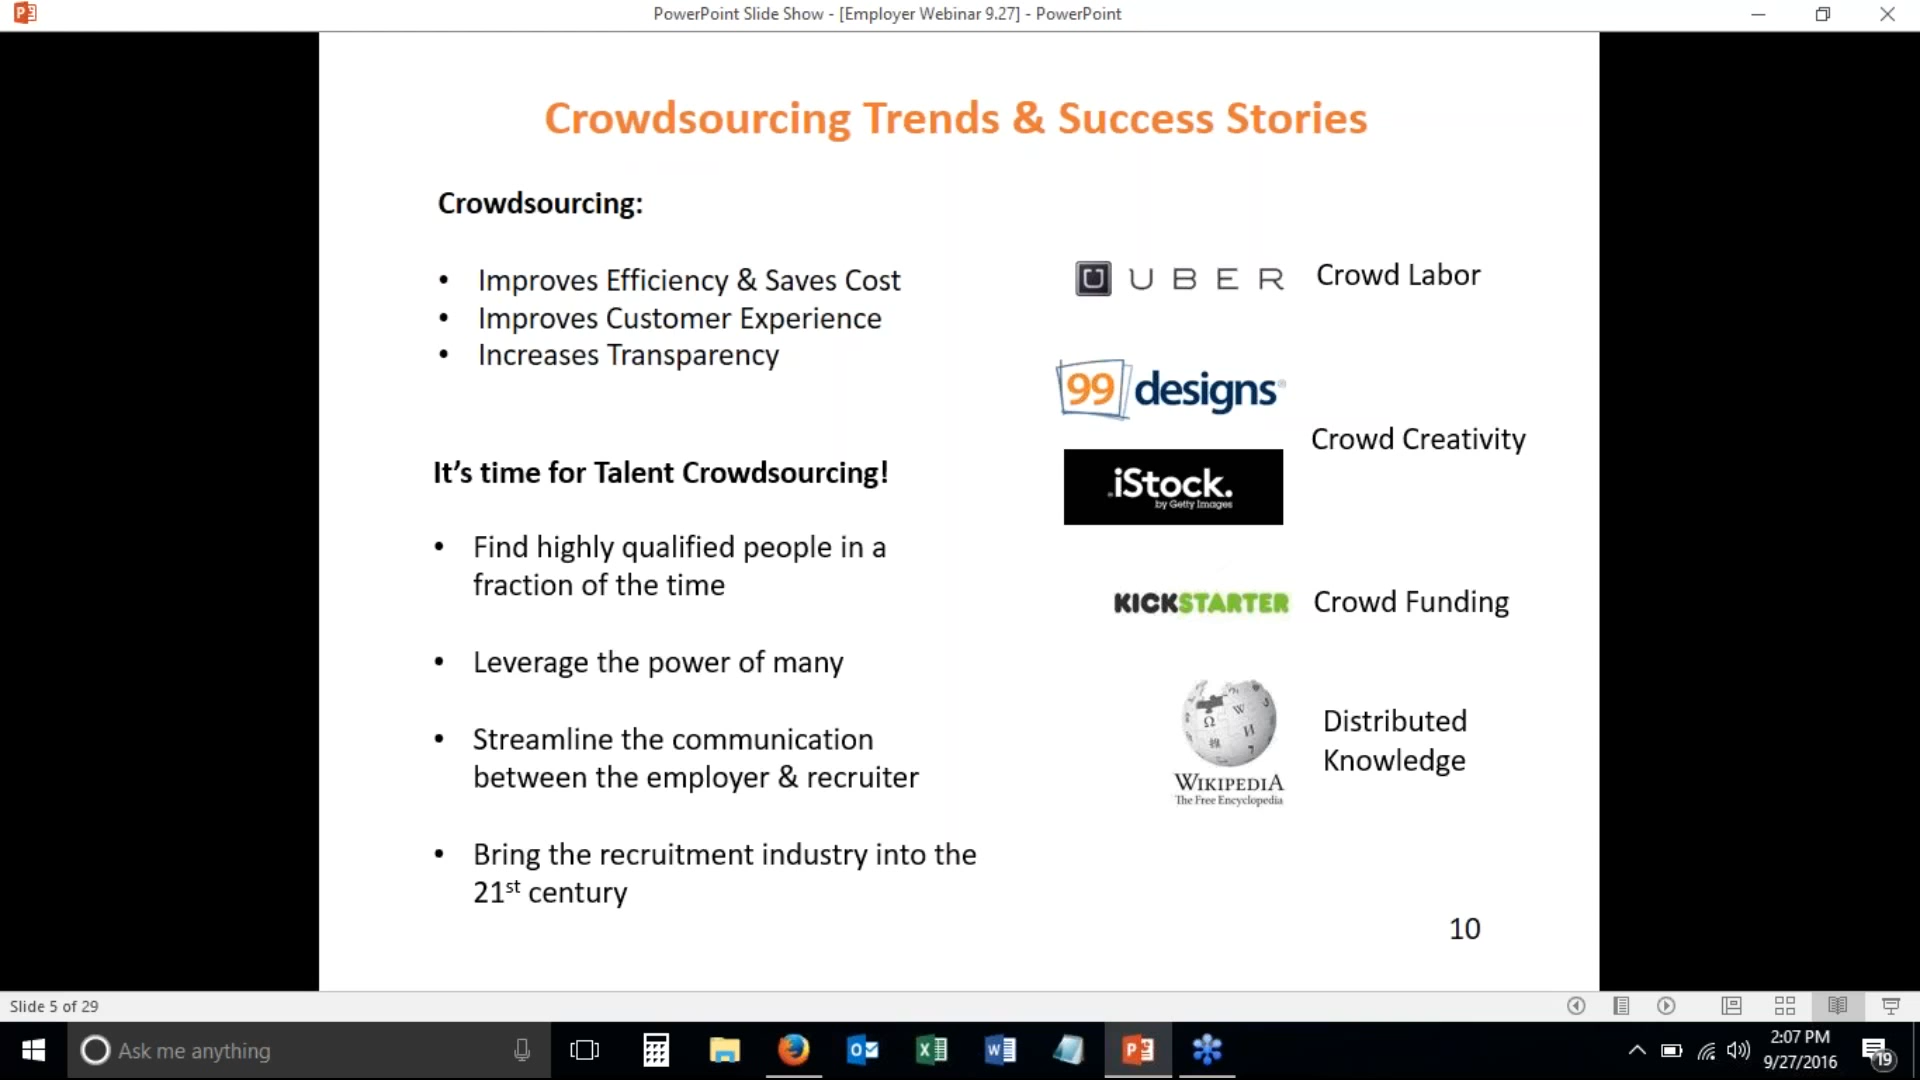 PowerPoint Slide Show - [Employer Webinar 9.27] - PowerPoint
Crowdsourcing Trends & Success Stories
Crowdsourcing:
• Improves Efficiency & Saves Cost
• Improves Customer Experience
• Increases Transparency
It's time for Talent Crowdsourcing!
• Find highly qualified people in a
fraction of the time
• Leverage the power of many
• Streamline the communication
between the employer & recruiter
• Bring the recruitment industry into the
21st century
UBER Crowd Labor
99designs®
Crowd Creativity
iStock.
by Getty Images
KICKSTARTER Crowd Funding
WIKIPEDIA
The Free Encyclopedia
Distributed
Knowledge
10
Slide 5 of 29
Ask me anything
2:07 PM
9/27/2016
19